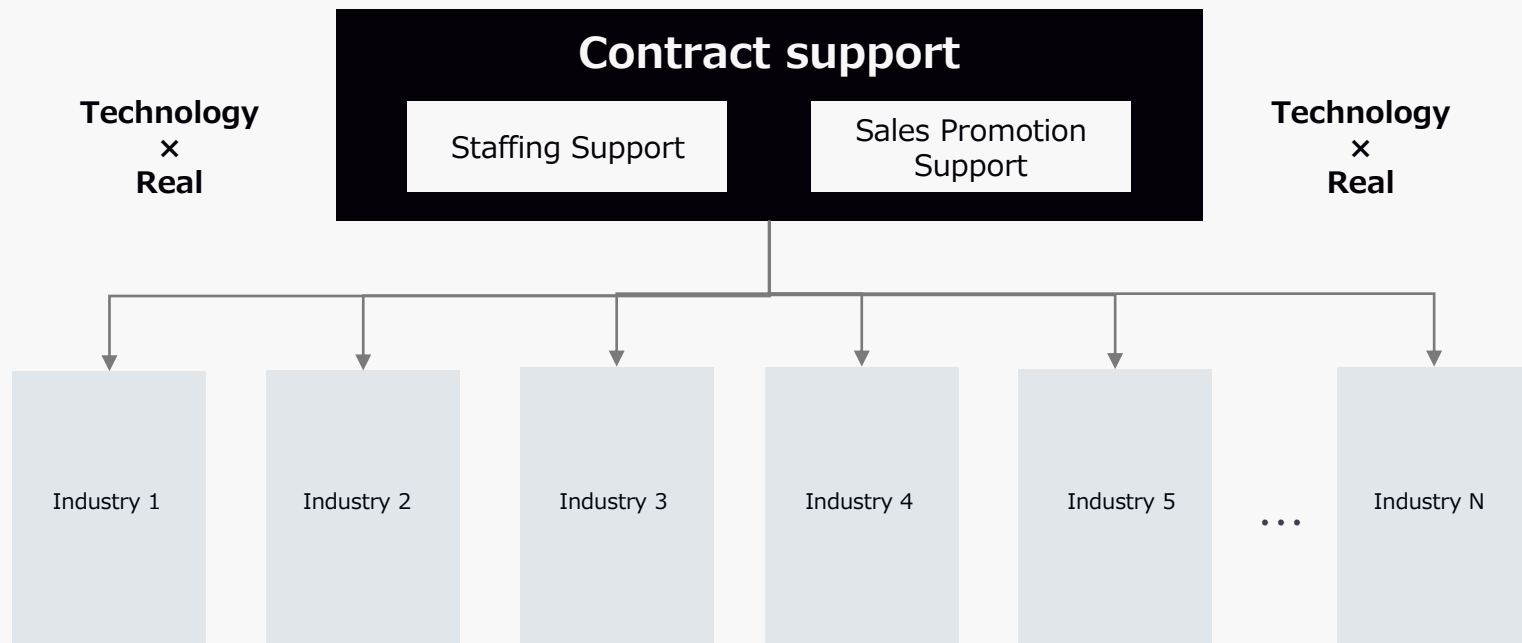 Contract support
Technology
×
Real
Staffing Support
Sales Promotion
Support
Technology
×
Real
Industry 1
Industry 2
Industry 3
Industry 4
Industry 5
...
Industry N